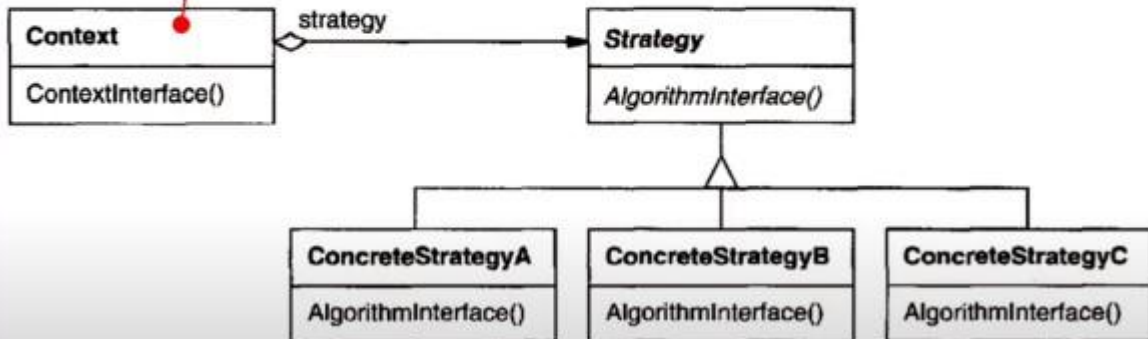 Context
ContextInterface()
strategy
Strategy
AlgorithmInterface()
ConcreteStrategyA
AlgorithmInterface()
ConcreteStrategyB
AlgorithmInterface()
ConcreteStrategyC
AlgorithmInterface()